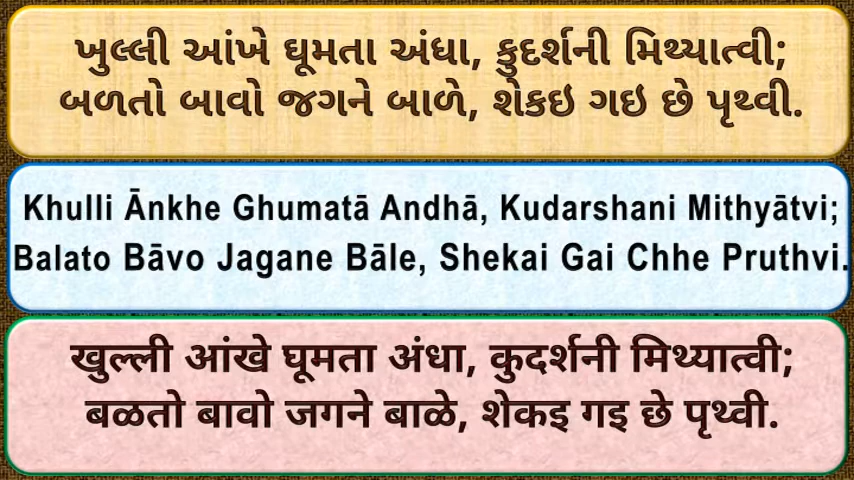 ખુલ્લી આંખે ઘૂમતા અંધા, કુદર્શની મિથ્યાત્વી;
બળતો બાવો જગને બાળે, શેકઇ ગઇ છે પૃથ્વી.
Khulli Ānkhe Ghumatā Andhā, Kudarshani Mithyātvi;
Balato Bāvo Jagane Bāle, Shekai Gai Chhe Pruthvi.
खुल्ली आंखे घूमता अंधा, कुदर्शनी मिथ्यात्वी;
बळतो बावो जगने बाळे, शेकइ गइ छे पृथ्वी.